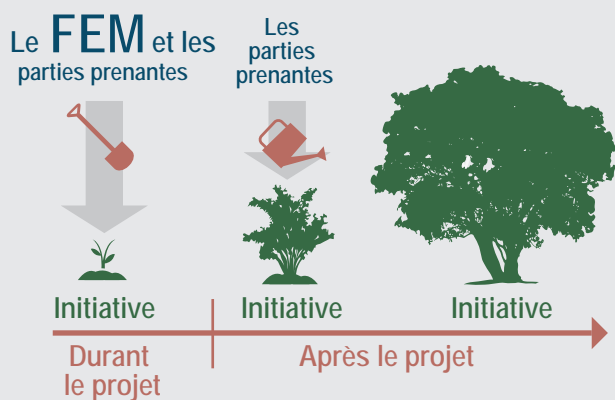 Le FEM et les
parties prenantes
Les
parties
prenantes
Initiative
Initiative
Initiative
Durant
le projet
Après le projet